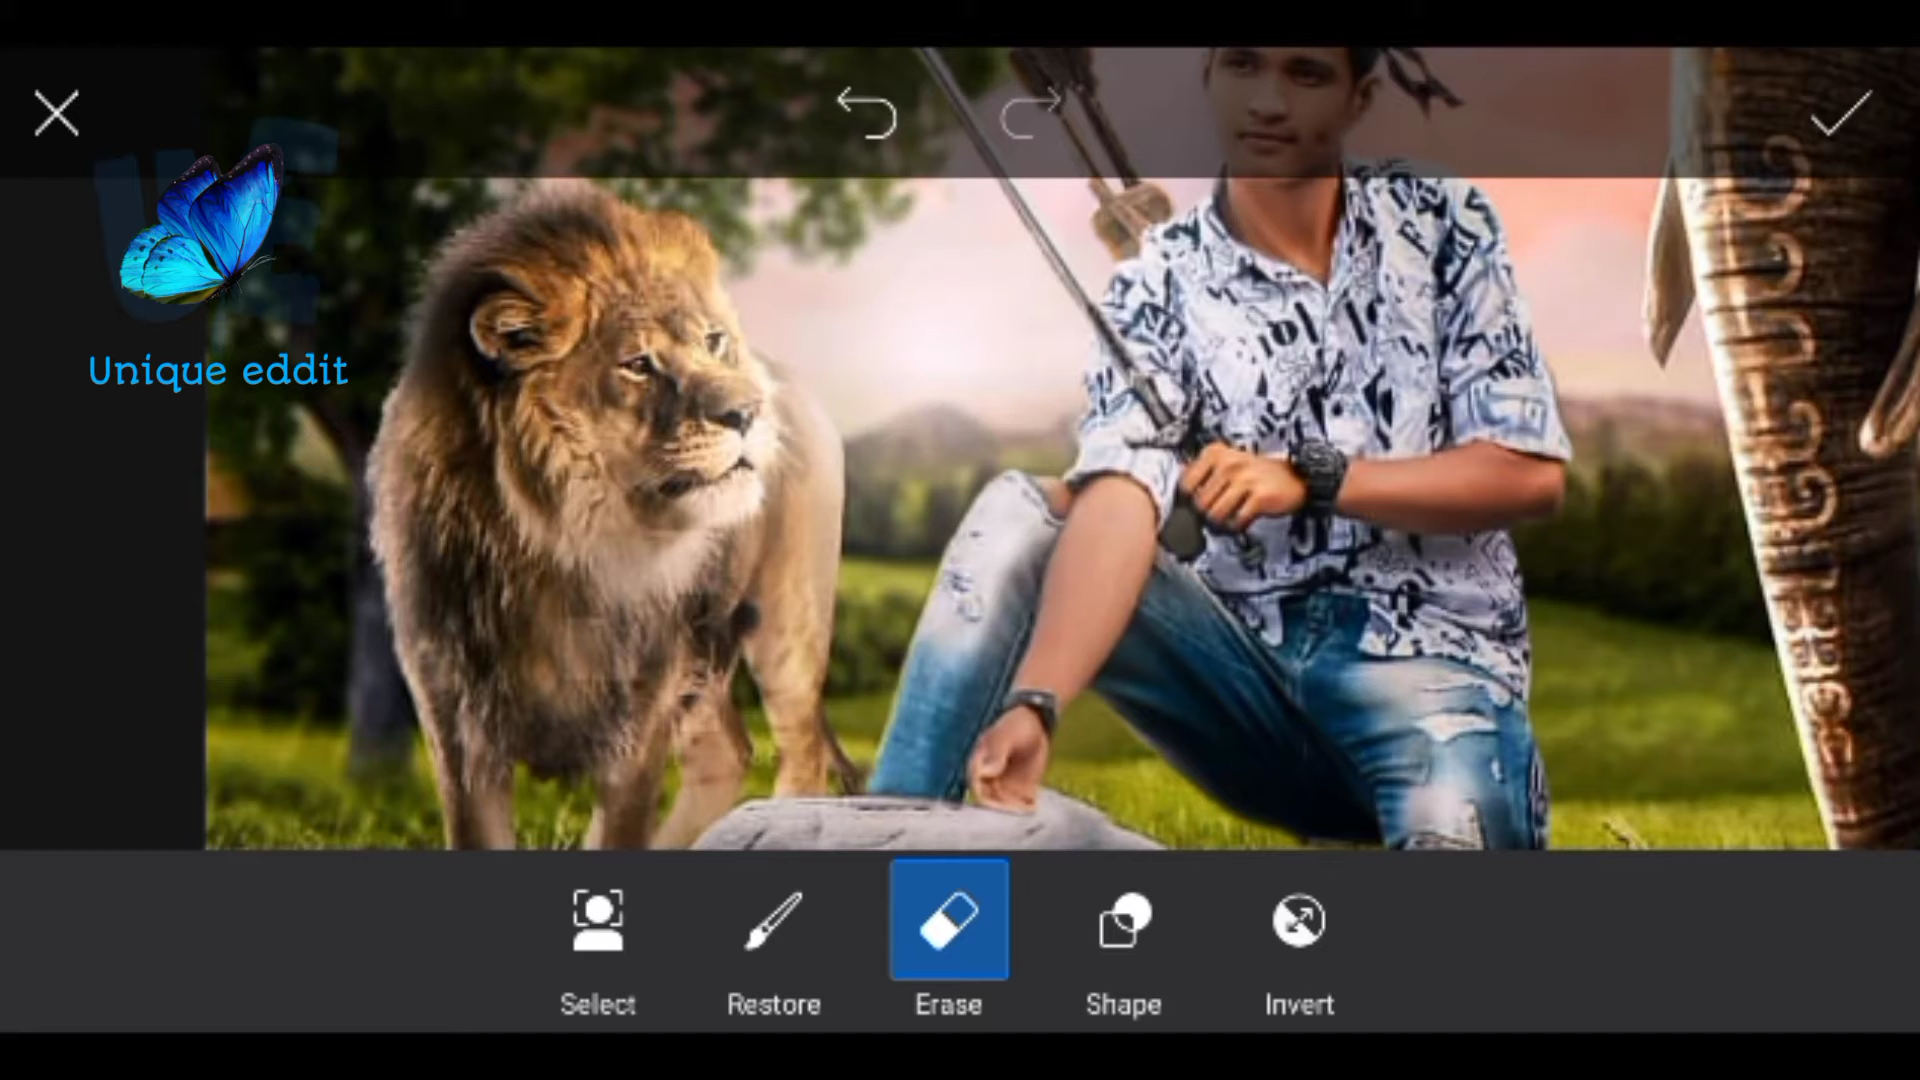 Unique eddit
Select
Restore
Erase
Shape
Invert